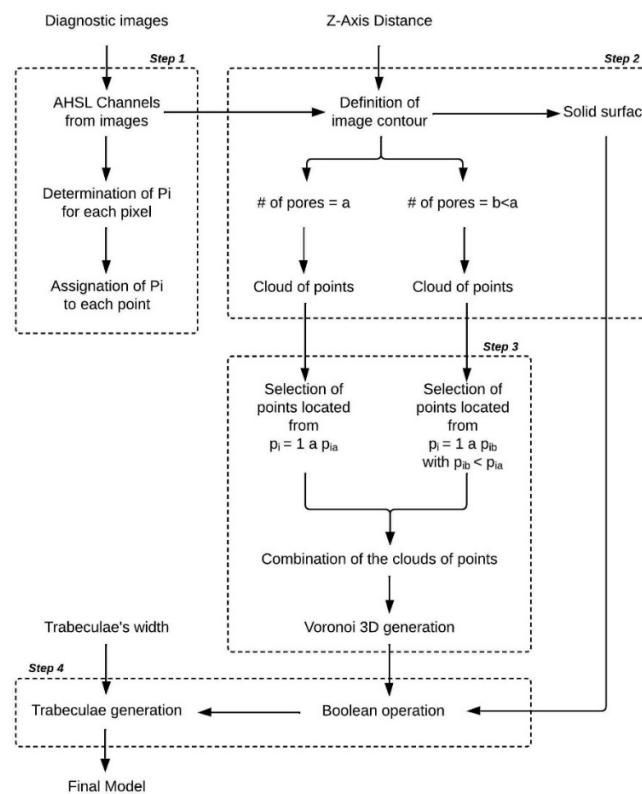 Diagnostic images
Z-Axis Distance
Step 1
Step 2
AHSL Channels
from images
Definition of
image contour
Solid surfac
Determination of Pi
for each pixel
# of pores = a
# of pores = b<a
Assignation of Pi
to each point
Cloud of points
Cloud of points
Step 3
Selection of
points located
from
pᵢ = 1 a pᵢₐ
Selection of
points located
from
pᵢ = 1 a pᵢb
with pᵢb < pᵢₐ
Combination of the clouds of points
Trabeculae's width
Voronoi 3D generation
Step 4
Trabeculae generation
Boolean operation
Final Model